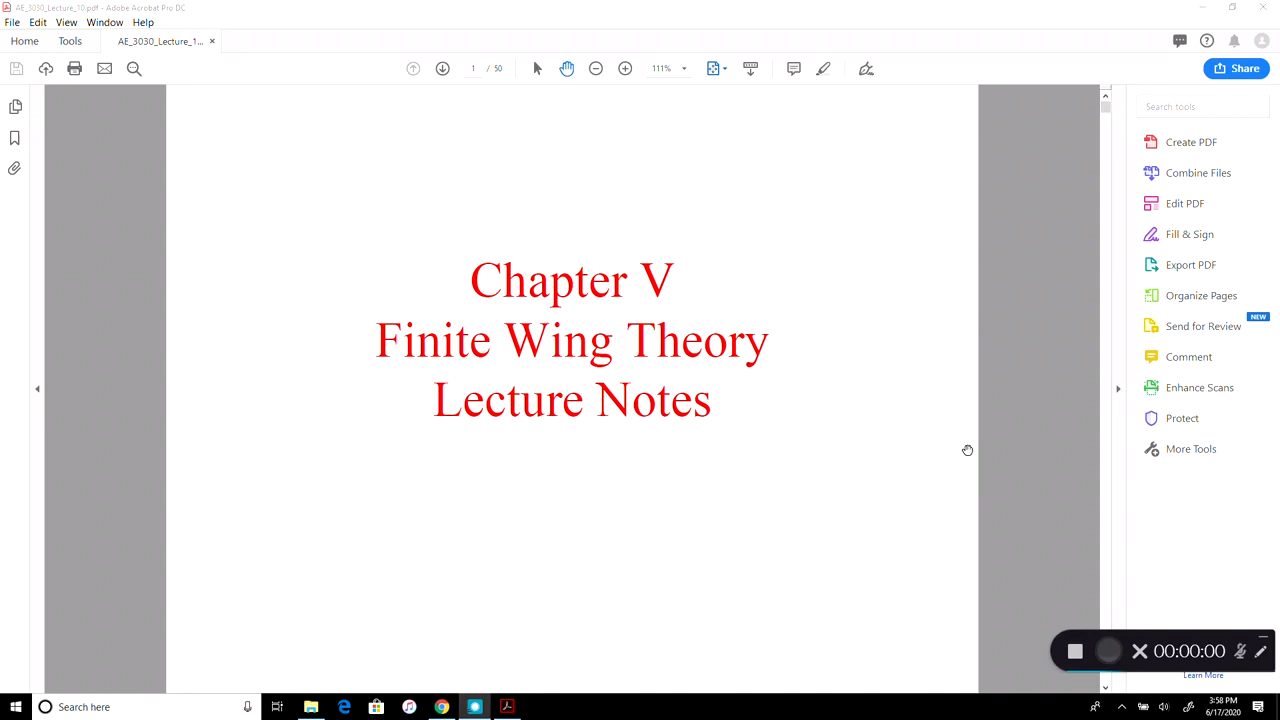 AE_3030_Lecture_10.pdf - Adobe Acrobat Pro DC
File Edit View Window Help
Home Tools AE_3030_Lecture_1... ×
1 / 50 111% Share
Search tools
Create PDF
Combine Files
Edit PDF
Fill & Sign
Export PDF
Organize Pages
NEW
Send for Review
Comment
Enhance Scans
Protect
More Tools
Chapter V
Finite Wing Theory
Lecture Notes
00:00:00
Learn More
Search here
3:58 PM
6/17/2020